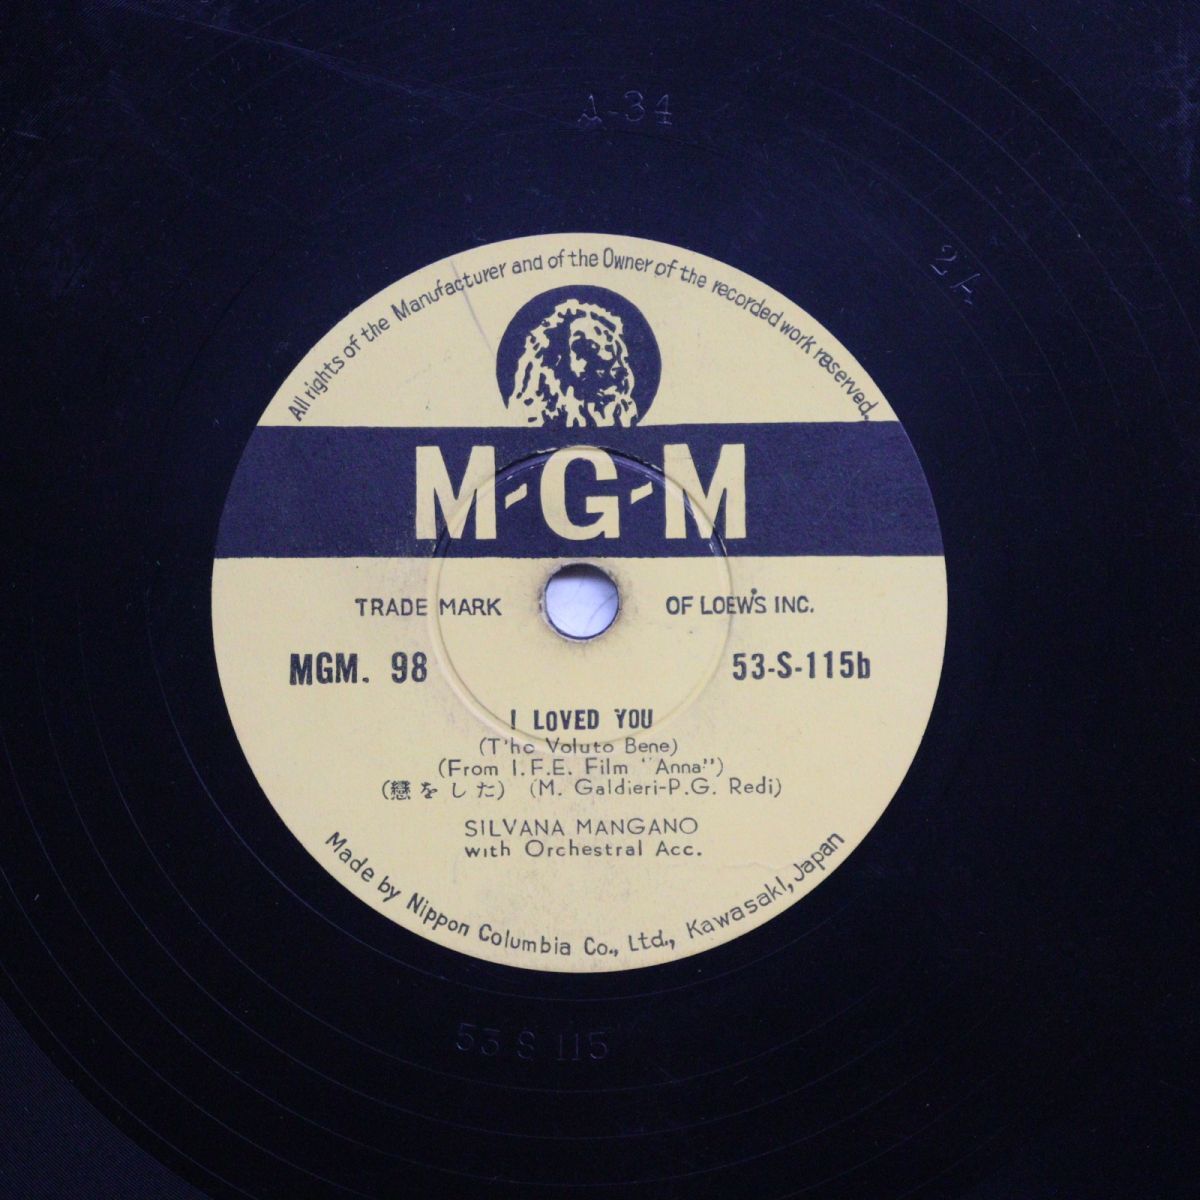 A-34
2A
All rights of the Manufacturer and of the Owner of the recorded work reserved.
M-G-M
TRADE MARK OF LOEW'S INC.
MGM. 98 53-S-115b
I LOVED YOU
(T'ho Voluto Bene)
(From I.F.E. Film "Anna")
(戀をした) (M. Galdieri-P.G. Redi)
SILVANA MANGANO
with Orchestral Acc.
Made by Nippon Columbia Co., Ltd., Kawasaki, Japan
53 S 115